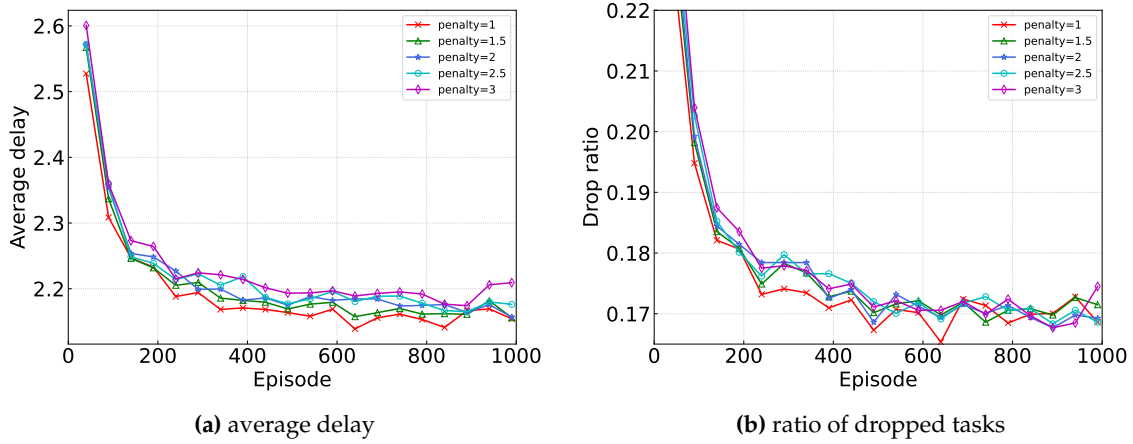 2.6
2.5
2.4
2.3
2.2
0
200
400
600
800
1000
Average delay
Episode
penalty=1
penalty=1.5
penalty=2
penalty=2.5
penalty=3
(a) average delay
0.22
0.21
0.20
0.19
0.18
0.17
0
200
400
600
800
1000
Drop ratio
Episode
penalty=1
penalty=1.5
penalty=2
penalty=2.5
penalty=3
(b) ratio of dropped tasks